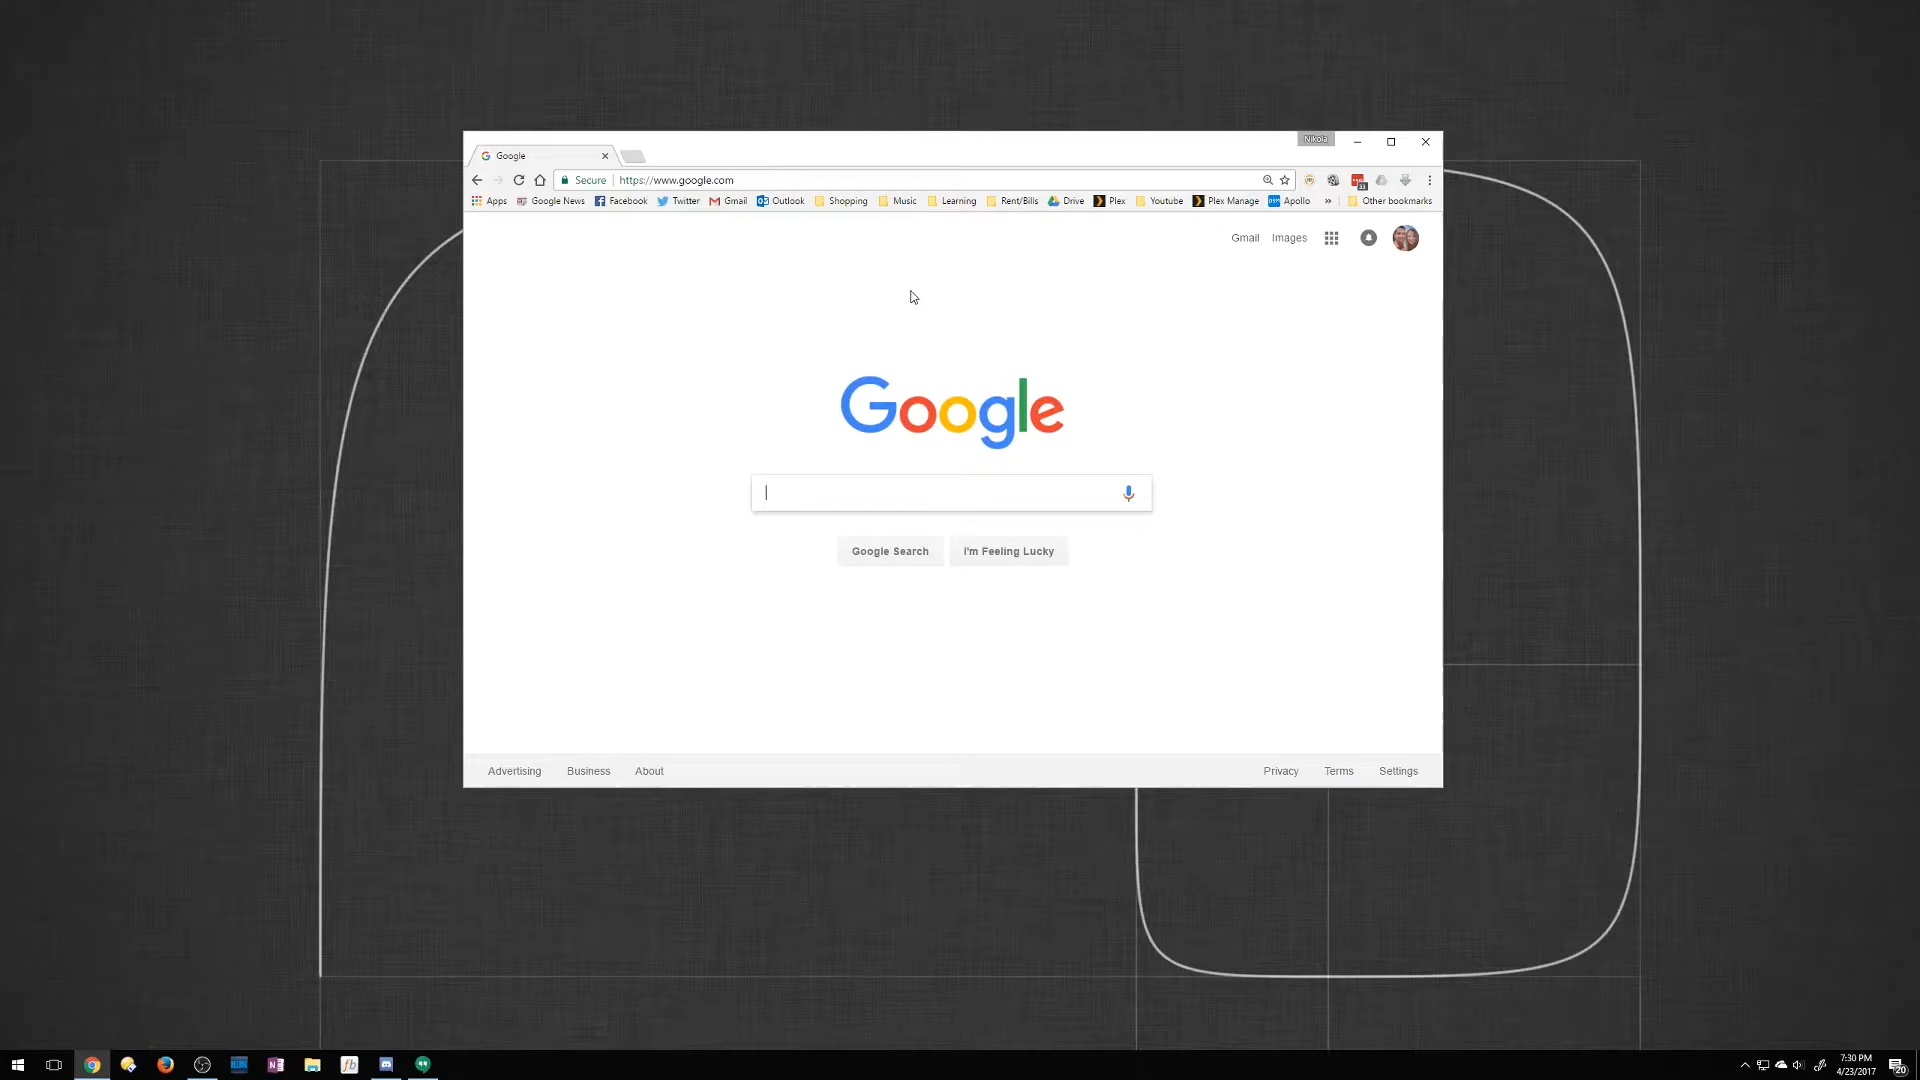 Nikola
Google
Secure https://www.google.com
Apps Google News Facebook Twitter Gmail Outlook Shopping Music Learning Rent/Bills Drive Plex Youtube Plex Manage Apollo » Other bookmarks
Gmail Images
Google
Google Search I'm Feeling Lucky
Advertising Business About Privacy Terms Settings
7:30 PM
4/23/2017
20